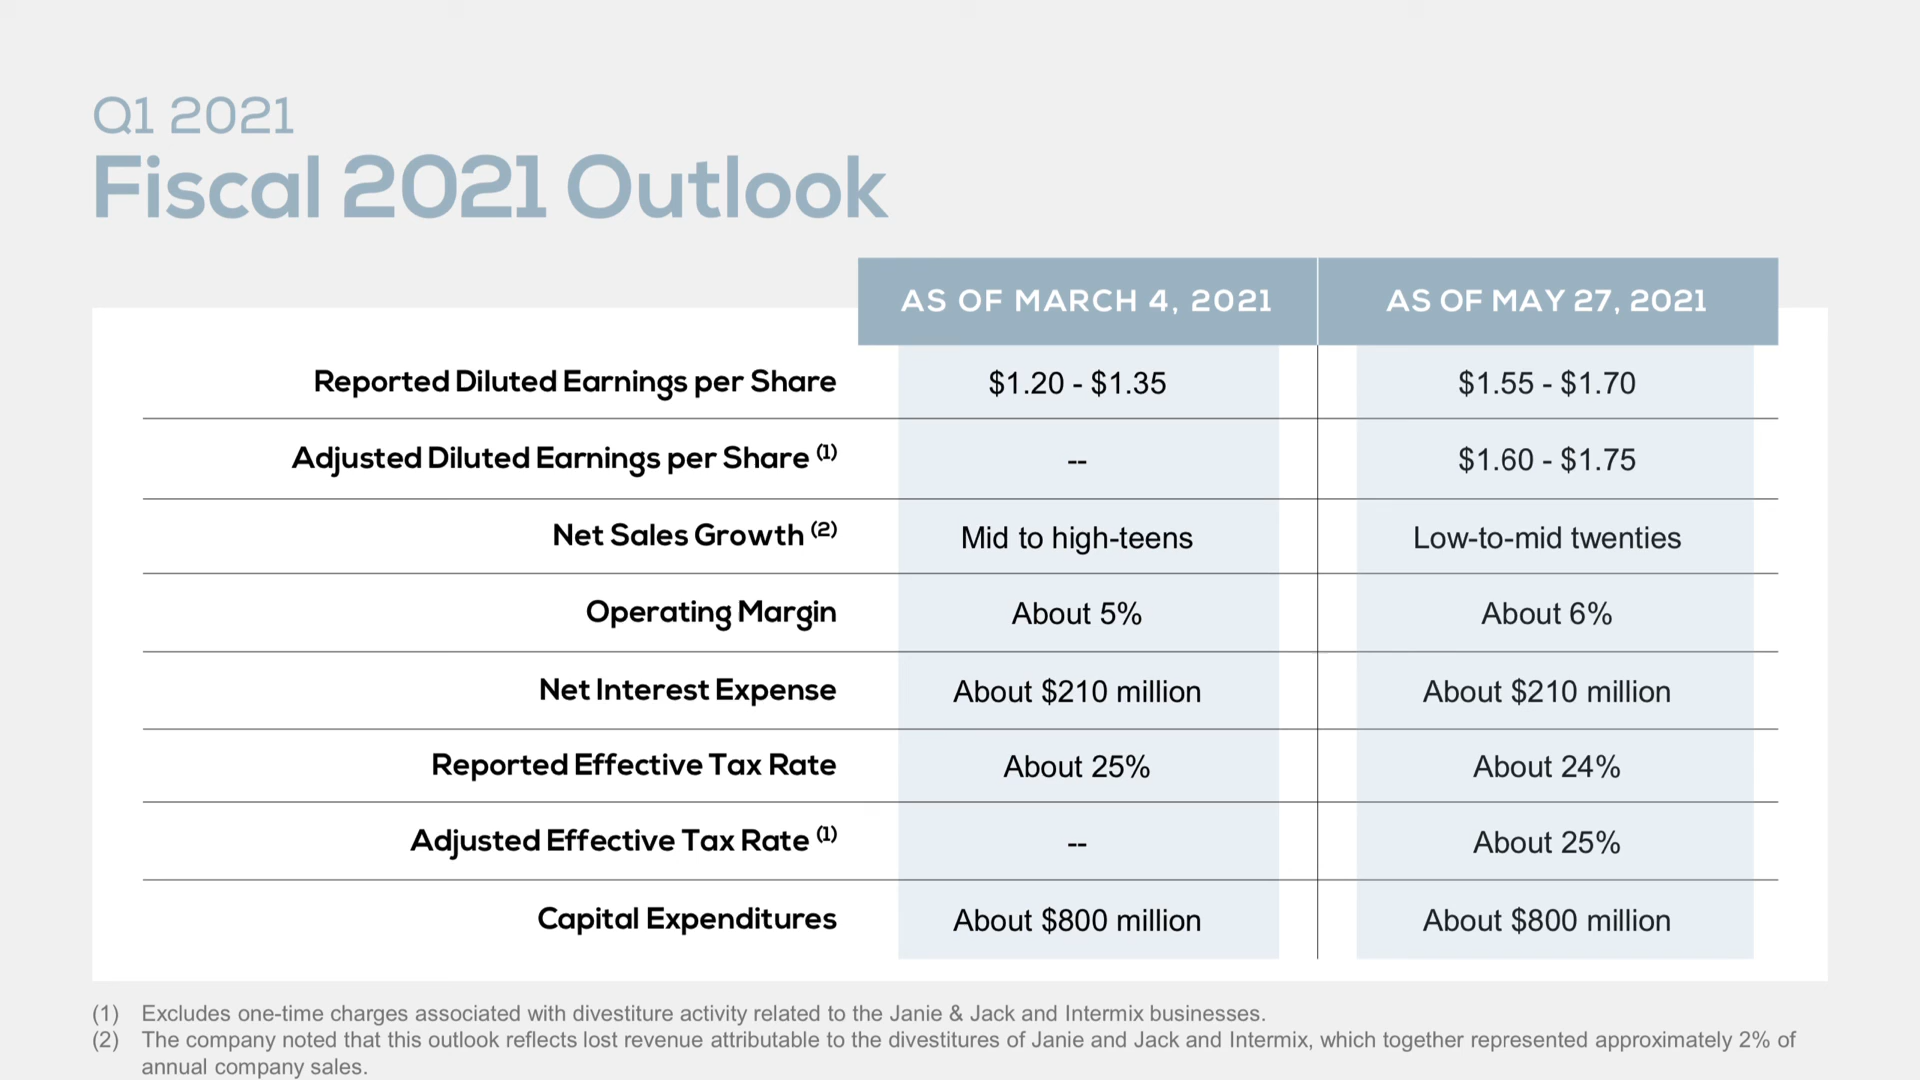 Q1 2021
Fiscal 2021 Outlook
AS OF MARCH 4, 2021 AS OF MAY 27, 2021
Reported Diluted Earnings per Share $1.20 - $1.35 $1.55 - $1.70
Adjusted Diluted Earnings per Share (1) -- $1.60 - $1.75
Net Sales Growth (2) Mid to high-teens Low-to-mid twenties
Operating Margin About 5% About 6%
Net Interest Expense About $210 million About $210 million
Reported Effective Tax Rate About 25% About 24%
Adjusted Effective Tax Rate (1) -- About 25%
Capital Expenditures About $800 million About $800 million
(1) Excludes one-time charges associated with divestiture activity related to the Janie & Jack and Intermix businesses.
(2) The company noted that this outlook reflects lost revenue attributable to the divestitures of Janie and Jack and Intermix, which together represented approximately 2% of
annual company sales.